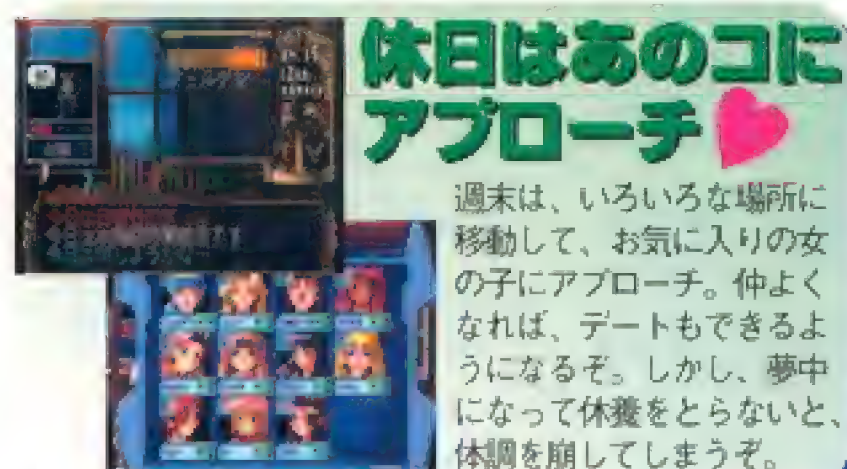 休日はあのコに
アプローチ
週末は、いろいろな場所に
移動して、お気に入りの女
の子にアプローチ。仲よく
なれば、デートもできるよ
うになるぞ。しかし、夢中
になって休養をとらないと、
体調を崩してしまうぞ。